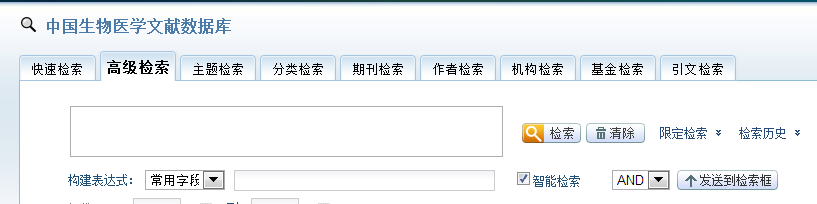 中国生物医学文献数据库
快速检索 高级检索 主题检索 分类检索 期刊检索 作者检索 机构检索 基金检索 引文检索
检索 清除 限定检索 检索历史
构建表达式： 常用字段 智能检索 AND 发送到检索框